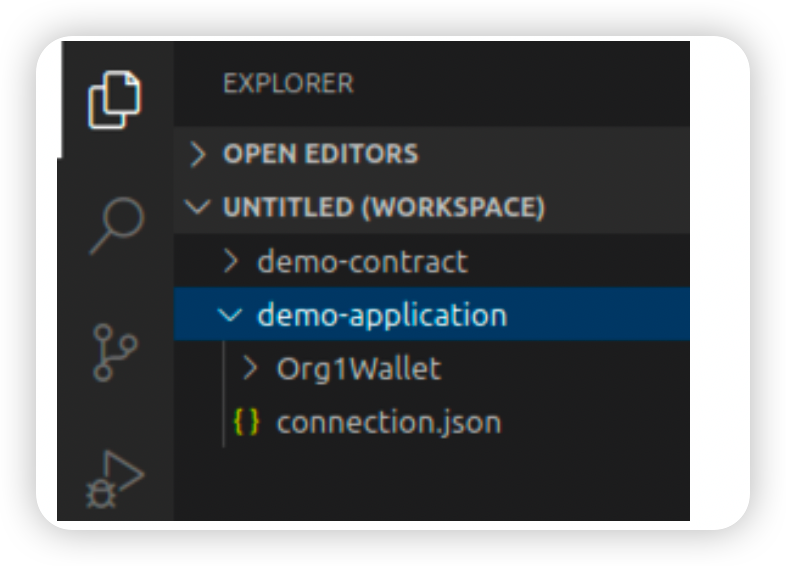 EXPLORER
OPEN EDITORS
UNTITLED (WORKSPACE)
demo-contract
demo-application
Org1Wallet
{} connection.json